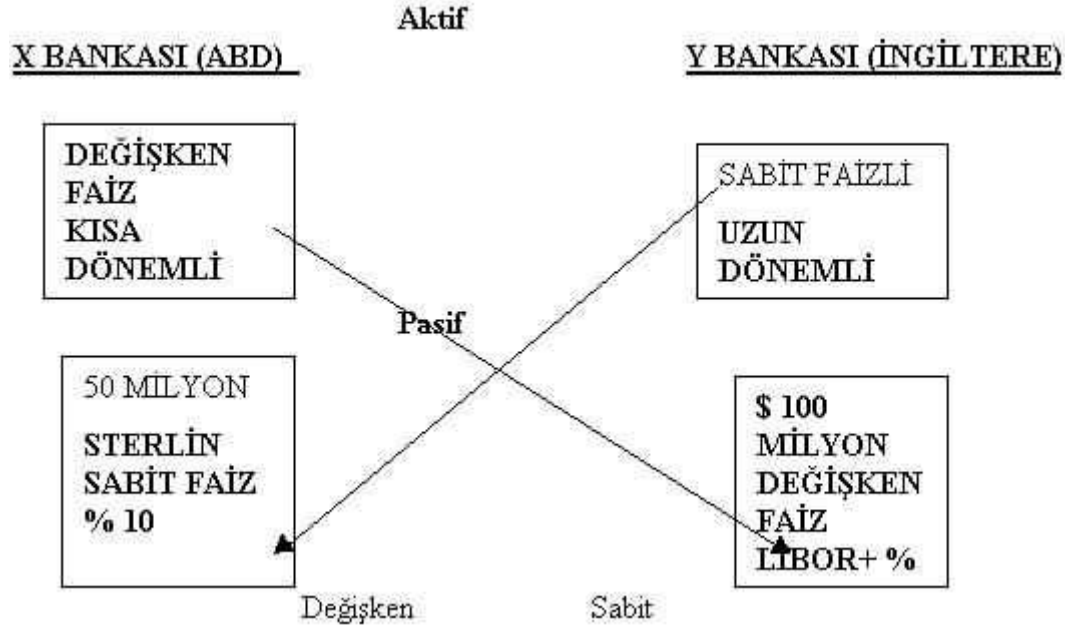 Aktif
X BANKASI (ABD)
Y BANKASI (İNGİLTERE)
DEĞİŞKEN
FAİZ
KISA
DÖNEMLİ
SABİT FAİZLİ
UZUN
DÖNEMLİ
Pasif
50 MİLYON
STERLİN
SABİT FAİZ
% 10
$ 100
MİLYON
DEĞİŞKEN
FAİZ
LIBOR+ %
Değişken
Sabit